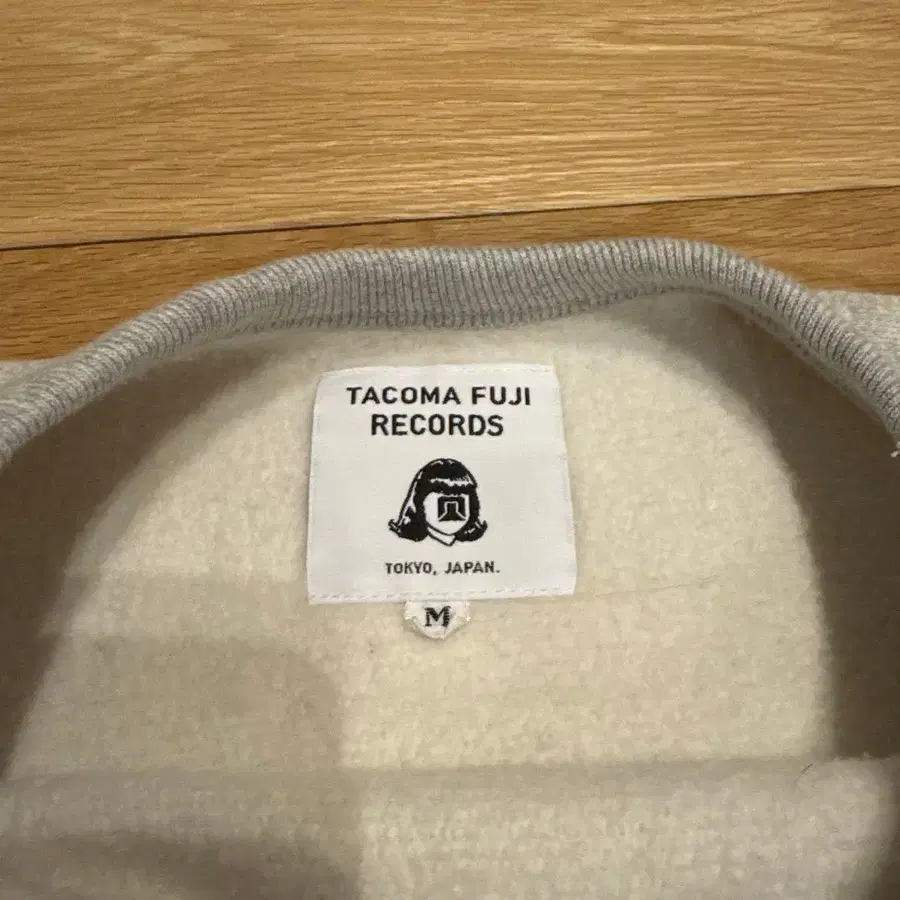 TACOMA FUJI
RECORDS
TOKYO, JAPAN.
M